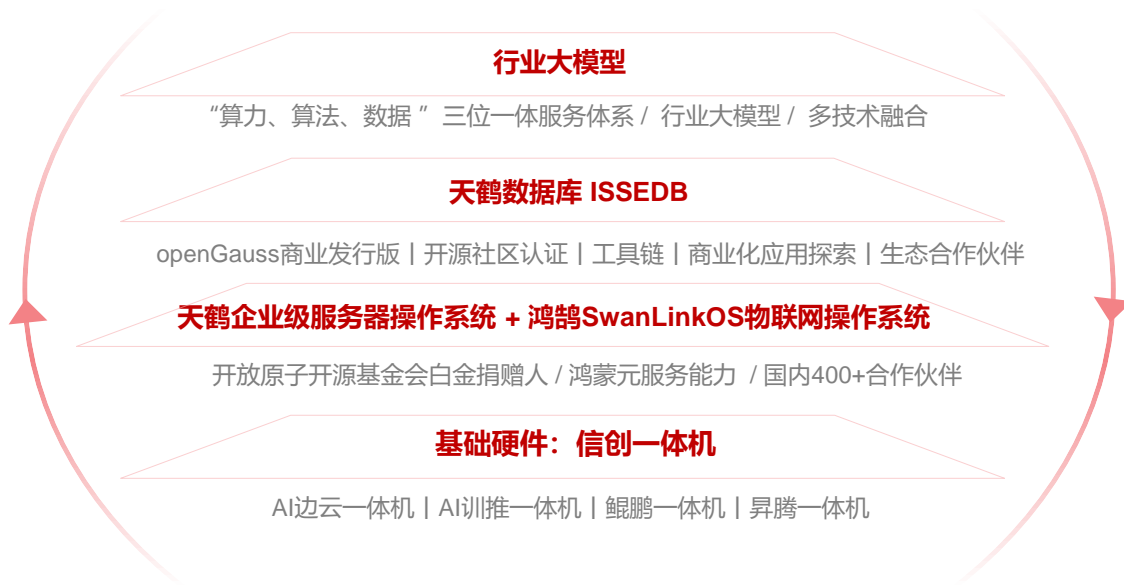 行业大模型
“算力、算法、数据 ”三位一体服务体系 / 行业大模型 / 多技术融合
天鹤数据库 ISSEDB
openGauss商业发行版丨开源社区认证丨工具链丨商业化应用探索丨生态合作伙伴
天鹤企业级服务器操作系统 + 鸿鹄SwanLinkOS物联网操作系统
开放原子开源基金会白金捐赠人 / 鸿蒙元服务能力 / 国内400+合作伙伴
基础硬件：信创一体机
AI边云一体机丨AI训推一体机丨鲲鹏一体机丨昇腾一体机